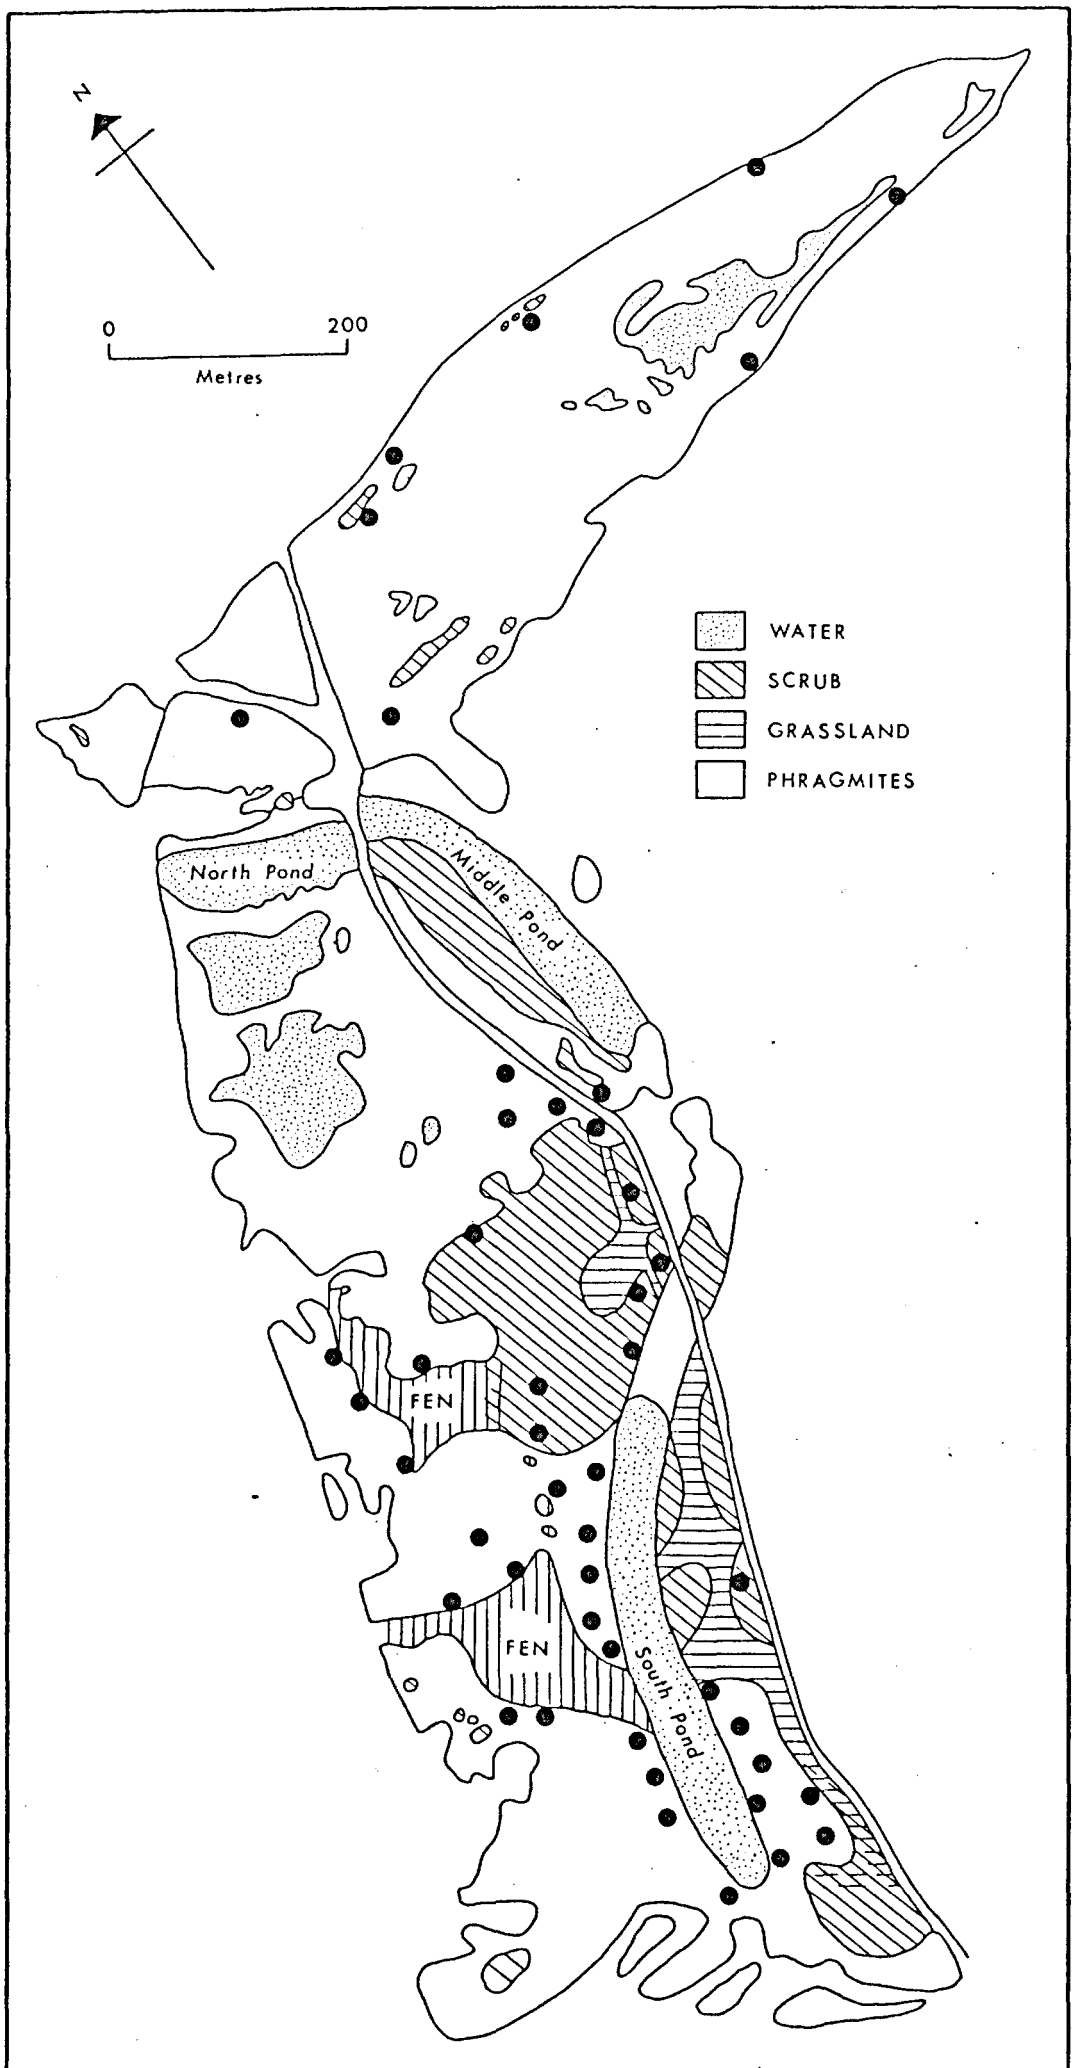 N
0 200
Metres
WATER
SCRUB
GRASSLAND
PHRAGMITES
North Pond
Middle Pond
FEN
FEN
South Pond